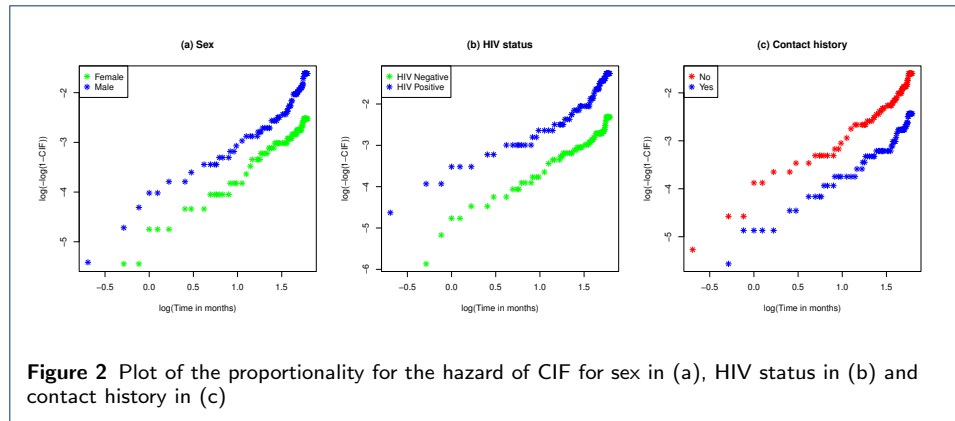 (a) Sex
Female
Male
log(-log(1-CIF))
-2
-3
-4
-5
-0.5 0.0 0.5 1.0 1.5
log(Time in months)
(b) HIV status
HIV Negative
HIV Positive
log(-log(1-CIF))
-2
-3
-4
-5
-6
-0.5 0.0 0.5 1.0 1.5
log(Time in months)
(c) Contact history
No
Yes
log(-log(1-CIF))
-2
-3
-4
-5
-0.5 0.0 0.5 1.0 1.5
log(Time in months)
Figure 2 Plot of the proportionality for the hazard of CIF for sex in (a), HIV status in (b) and
contact history in (c)